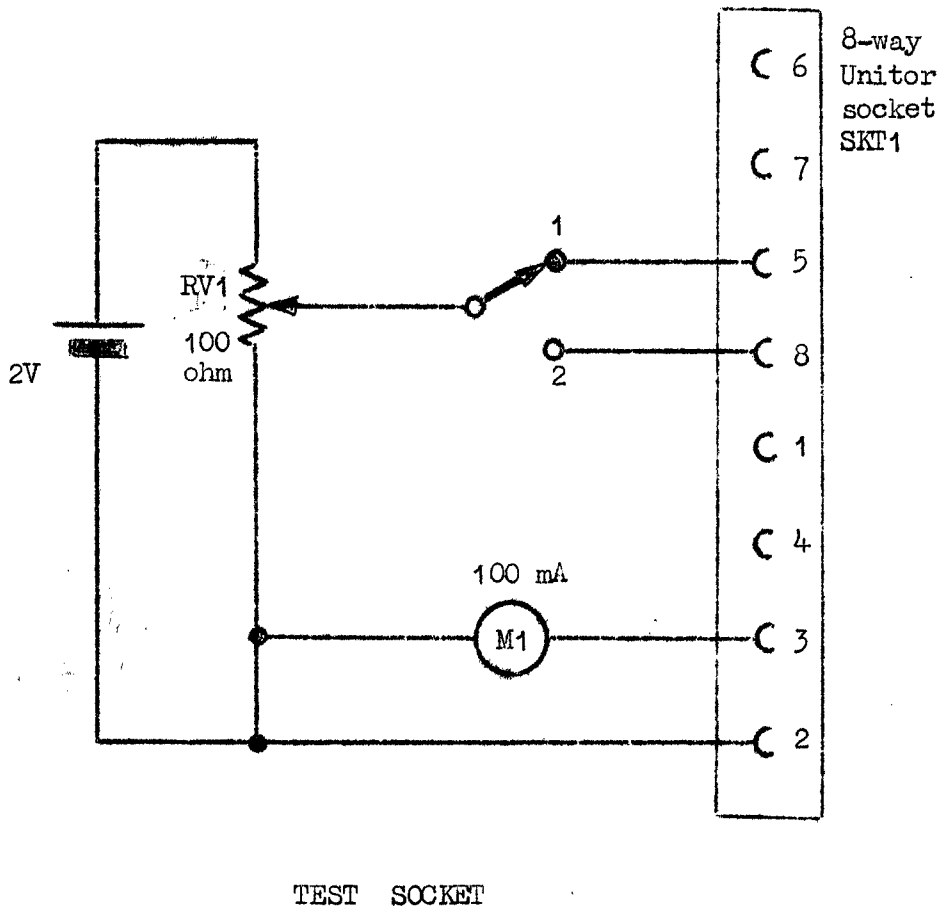 6
8-way
Unitor
socket
SKT1
7
1
5
RV1
100
ohm
2V
8
2
1
4
100 mA
M1
3
2
TEST SOCKET